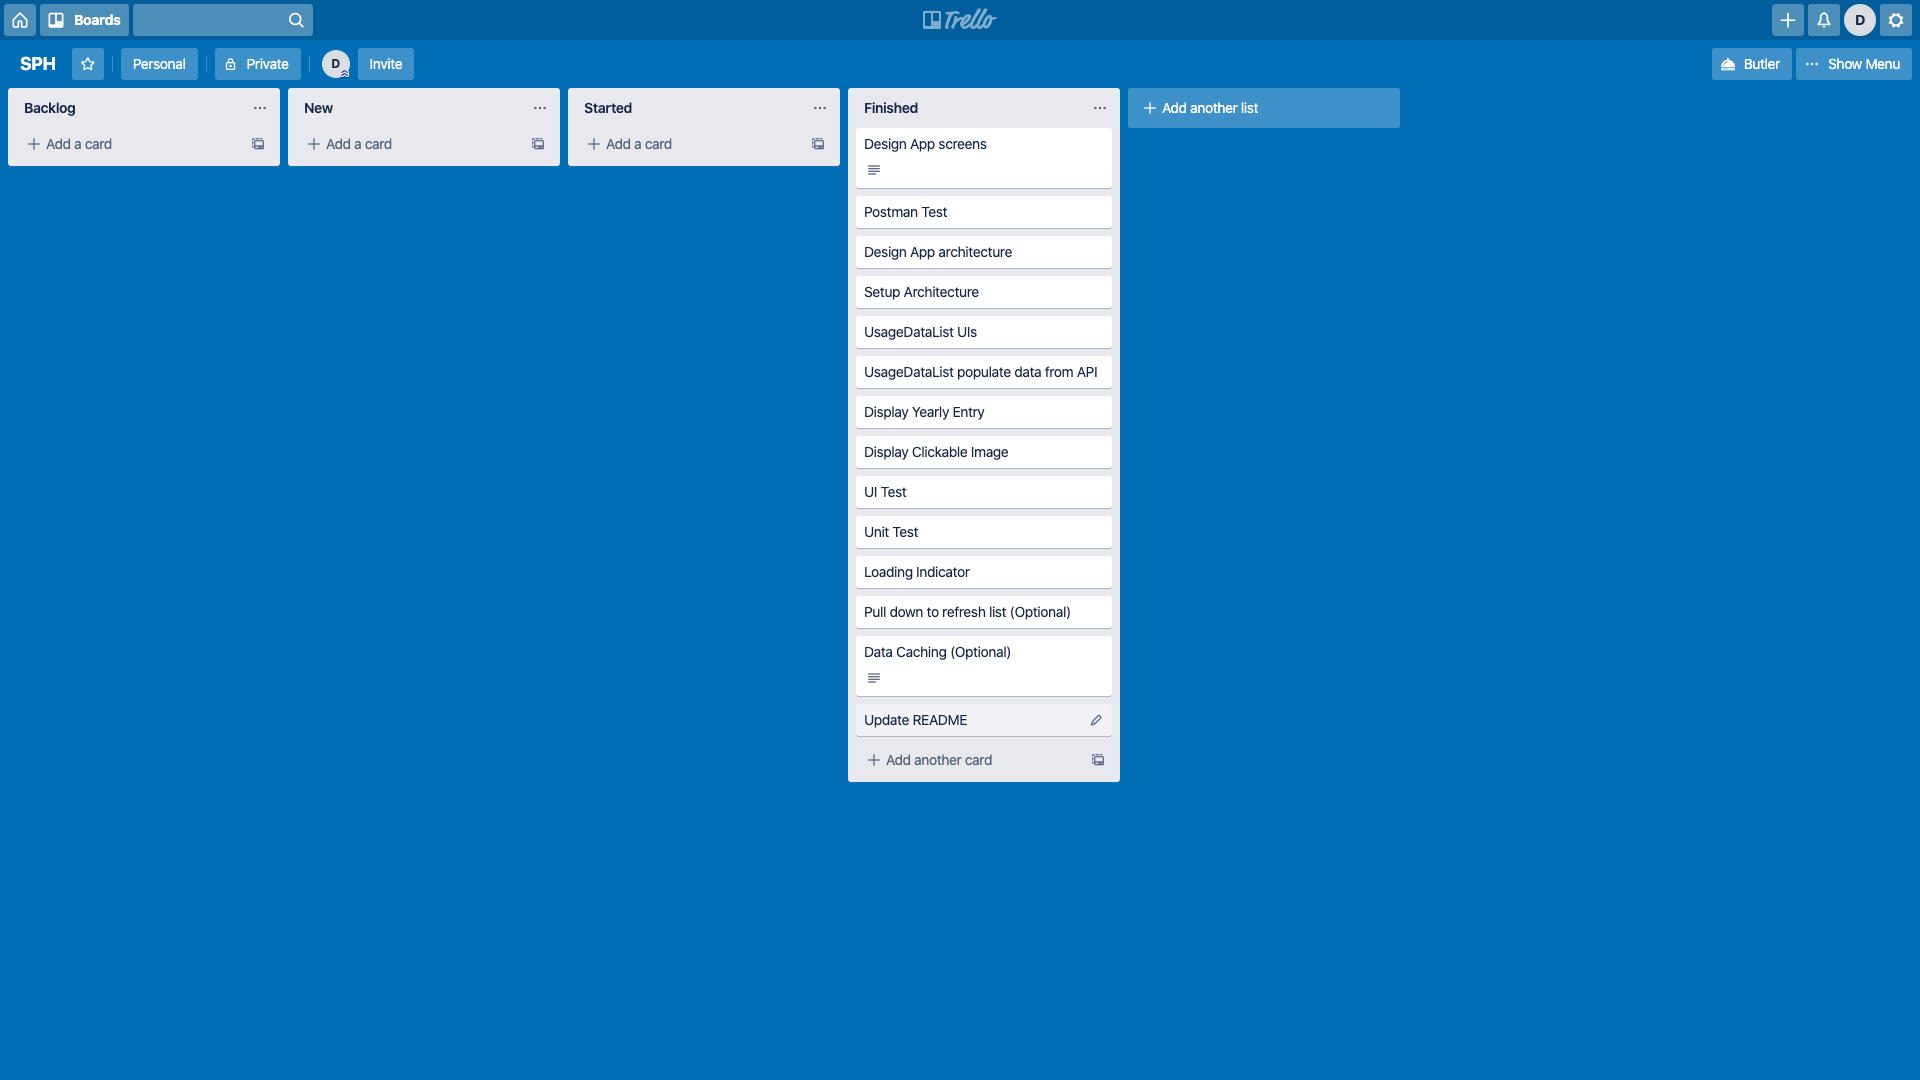 Boards
Trello
D
SPH
Personal
Private
D
Invite
Butler
Show Menu
Backlog
Add a card
New
Add a card
Started
Add a card
Finished
Design App screens
Postman Test
Design App architecture
Setup Architecture
UsageDataList UIs
UsageDataList populate data from API
Display Yearly Entry
Display Clickable Image
UI Test
Unit Test
Loading Indicator
Pull down to refresh list (Optional)
Data Caching (Optional)
Update README
Add another card
Add another list